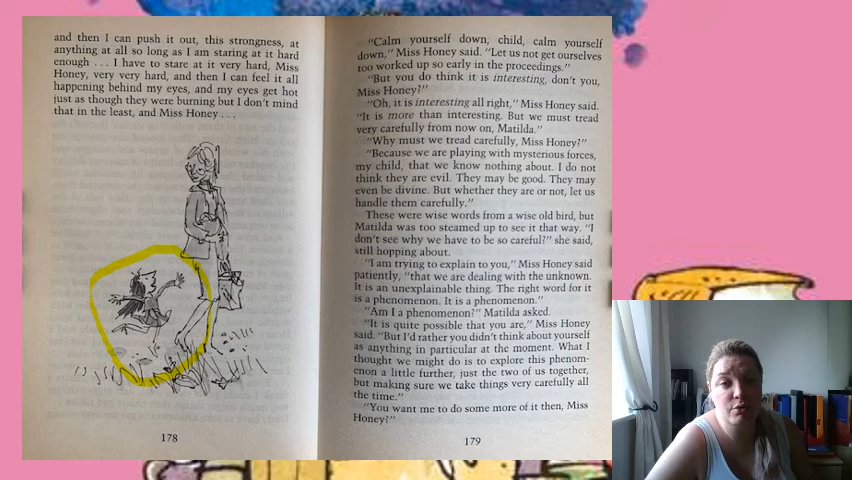 and then I can push it out, this strongness, at
anything at all so long as I am staring at it hard
enough . . . I have to stare at it very hard, Miss
Honey, very very hard, and then I can feel it all
happening behind my eyes, and my eyes get hot
just as though they were burning but I don't mind
that in the least, and Miss Honey . . .
178
"Calm yourself down, child, calm yourself
down," Miss Honey said. "Let us not get ourselves
too worked up so early in the proceedings."
"But you do think it is interesting, don't you,
Miss Honey?"
"Oh, it is interesting all right," Miss Honey said.
"It is more than interesting. But we must tread
very carefully from now on, Matilda."
"Why must we tread carefully, Miss Honey?"
"Because we are playing with mysterious forces,
my child, that we know nothing about. I do not
think they are evil. They may be good. They may
even be divine. But whether they are or not, let us
handle them carefully."
These were wise words from a wise old bird, but
Matilda was too steamed up to see it that way. "I
don't see why we have to be so careful?" she said,
still hopping about.
"I am trying to explain to you," Miss Honey said
patiently, "that we are dealing with the unknown.
It is an unexplainable thing. The right word for it
is a phenomenon. It is a phenomenon."
"Am I a phenomenon?" Matilda asked.
"It is quite possible that you are," Miss Honey
said. "But I'd rather you didn't think about yourself
as anything in particular at the moment. What I
thought we might do is to explore this phenom-
enon a little further, just the two of us together,
but making sure we take things very carefully all
the time."
"You want me to do some more of it then, Miss
Honey?"
179